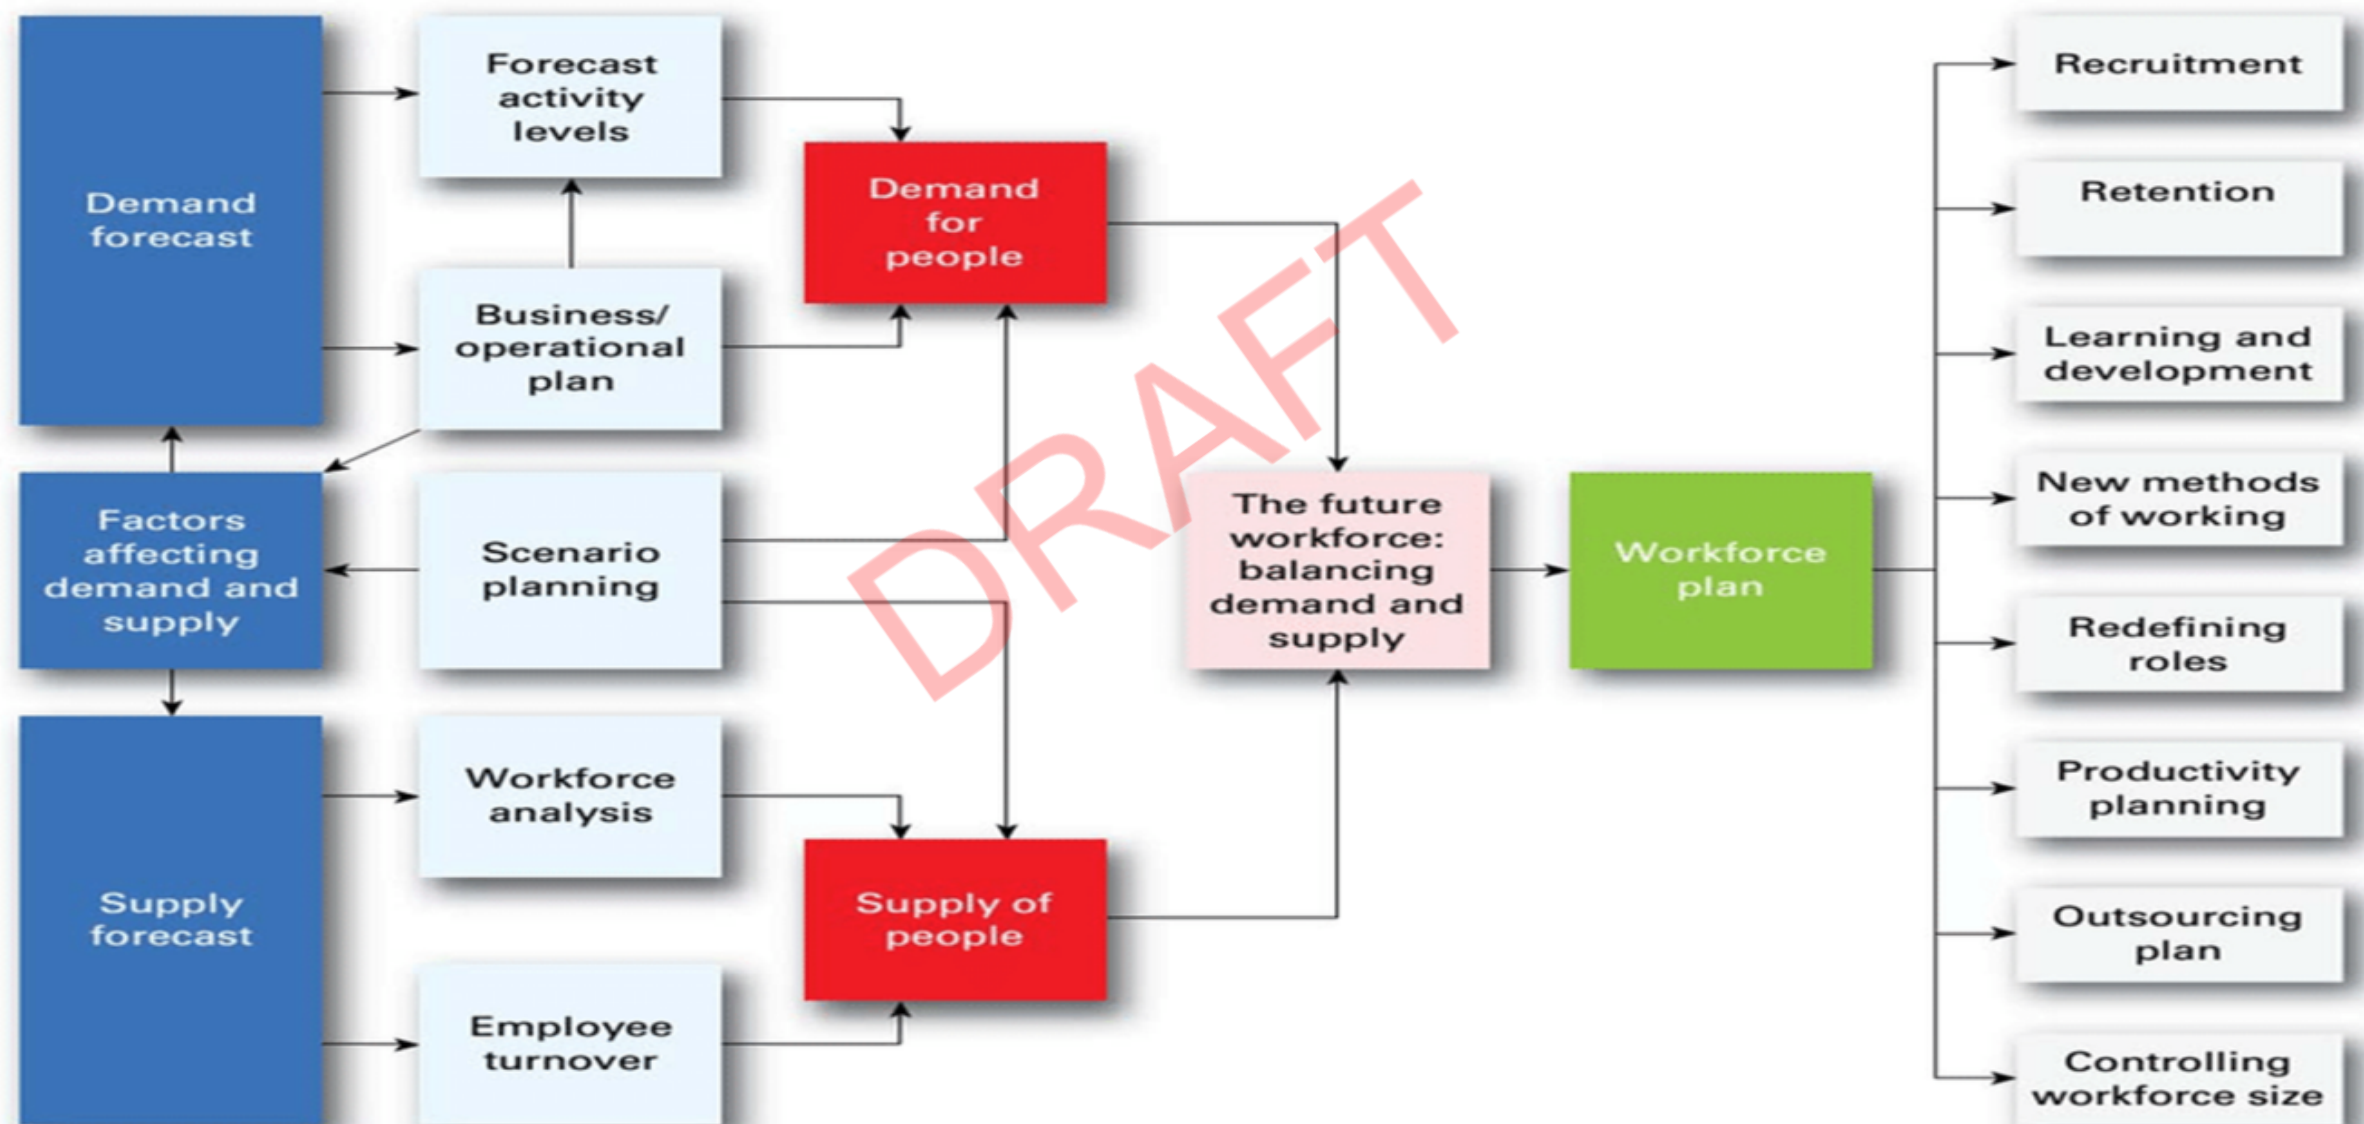 Demand
forecast
Forecast
activity
levels
Business/
operational
plan
Demand
for
people
Factors
affecting
demand and
supply
Scenario
planning
Supply
forecast
Workforce
analysis
Employee
turnover
Supply of
people
The future
workforce:
balancing
demand and
supply
Workforce
plan
Recruitment
Retention
Learning and
development
New methods
of working
Redefining
roles
Productivity
planning
Outsourcing
plan
Controlling
workforce size
DRAFT